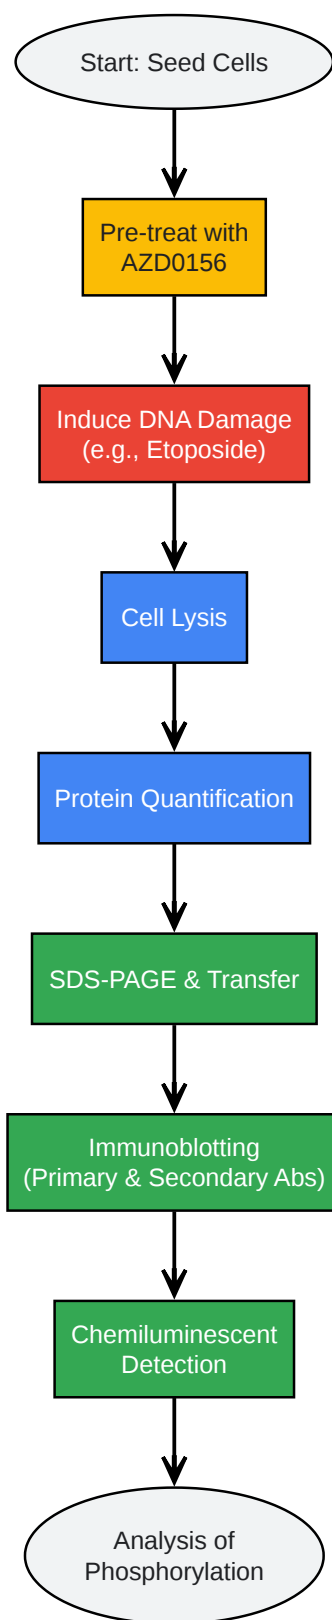 Start: Seed Cells
Pre-treat with
AZD0156
Induce DNA Damage
(e.g., Etoposide)
Cell Lysis
Protein Quantification
SDS-PAGE & Transfer
Immunoblotting
(Primary & Secondary Abs)
Chemiluminescent
Detection
Analysis of
Phosphorylation